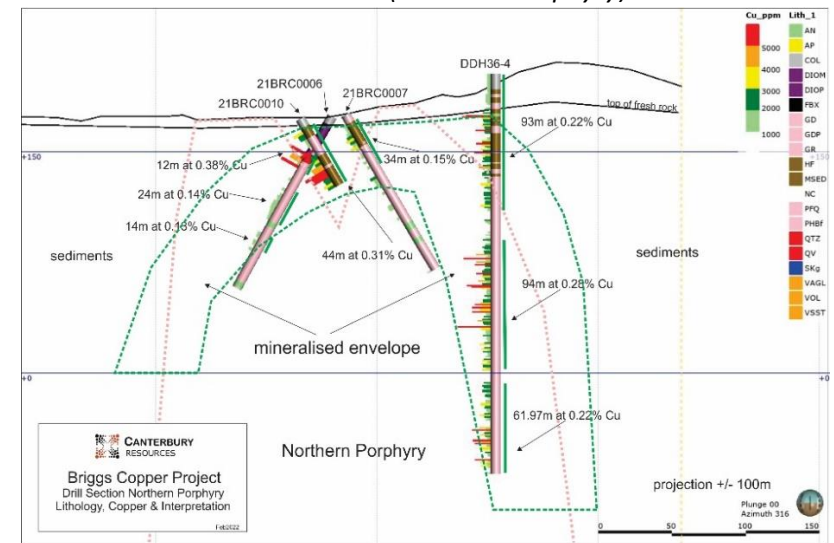 Cu_ppm
5000
4000
3000
2000
1000
Lith_1
AN
AP
COL
DIOM
DIOP
FBX
GD
GDP
GR
HF
MSED
NC
PFQ
PHBf
QTZ
QV
SKg
VAGL
VOL
VSST
DDH36-4
21BRC0006
21BRC0010
21BRC0007
top of fresh rock
93m at 0.22% Cu
+150
+150
34m at 0.15% Cu
12m at 0.38% Cu
24m at 0.14% Cu
14m at 0.13% Cu
44m at 0.31% Cu
sediments
sediments
94m at 0.28% Cu
mineralised envelope
+0
+0
61.97m at 0.22% Cu
Northern Porphyry
CANTERBURY
RESOURCES
Briggs Copper Project
Drill Section Northern Porphyry
Lithology, Copper & Interpretation
Feb2022
projection +/- 100m
Plunge 00
Azimuth 316
0 50 100 150